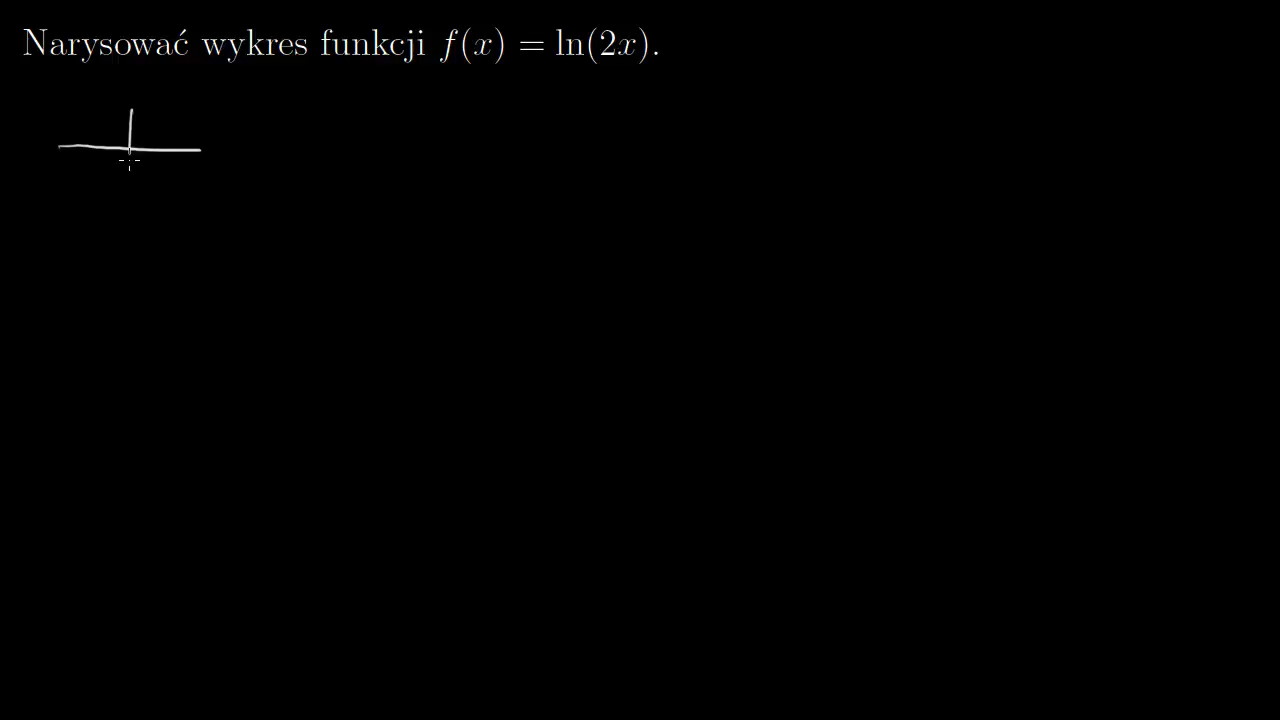 Narysować wykres funkcji f(x) = ln(2x).